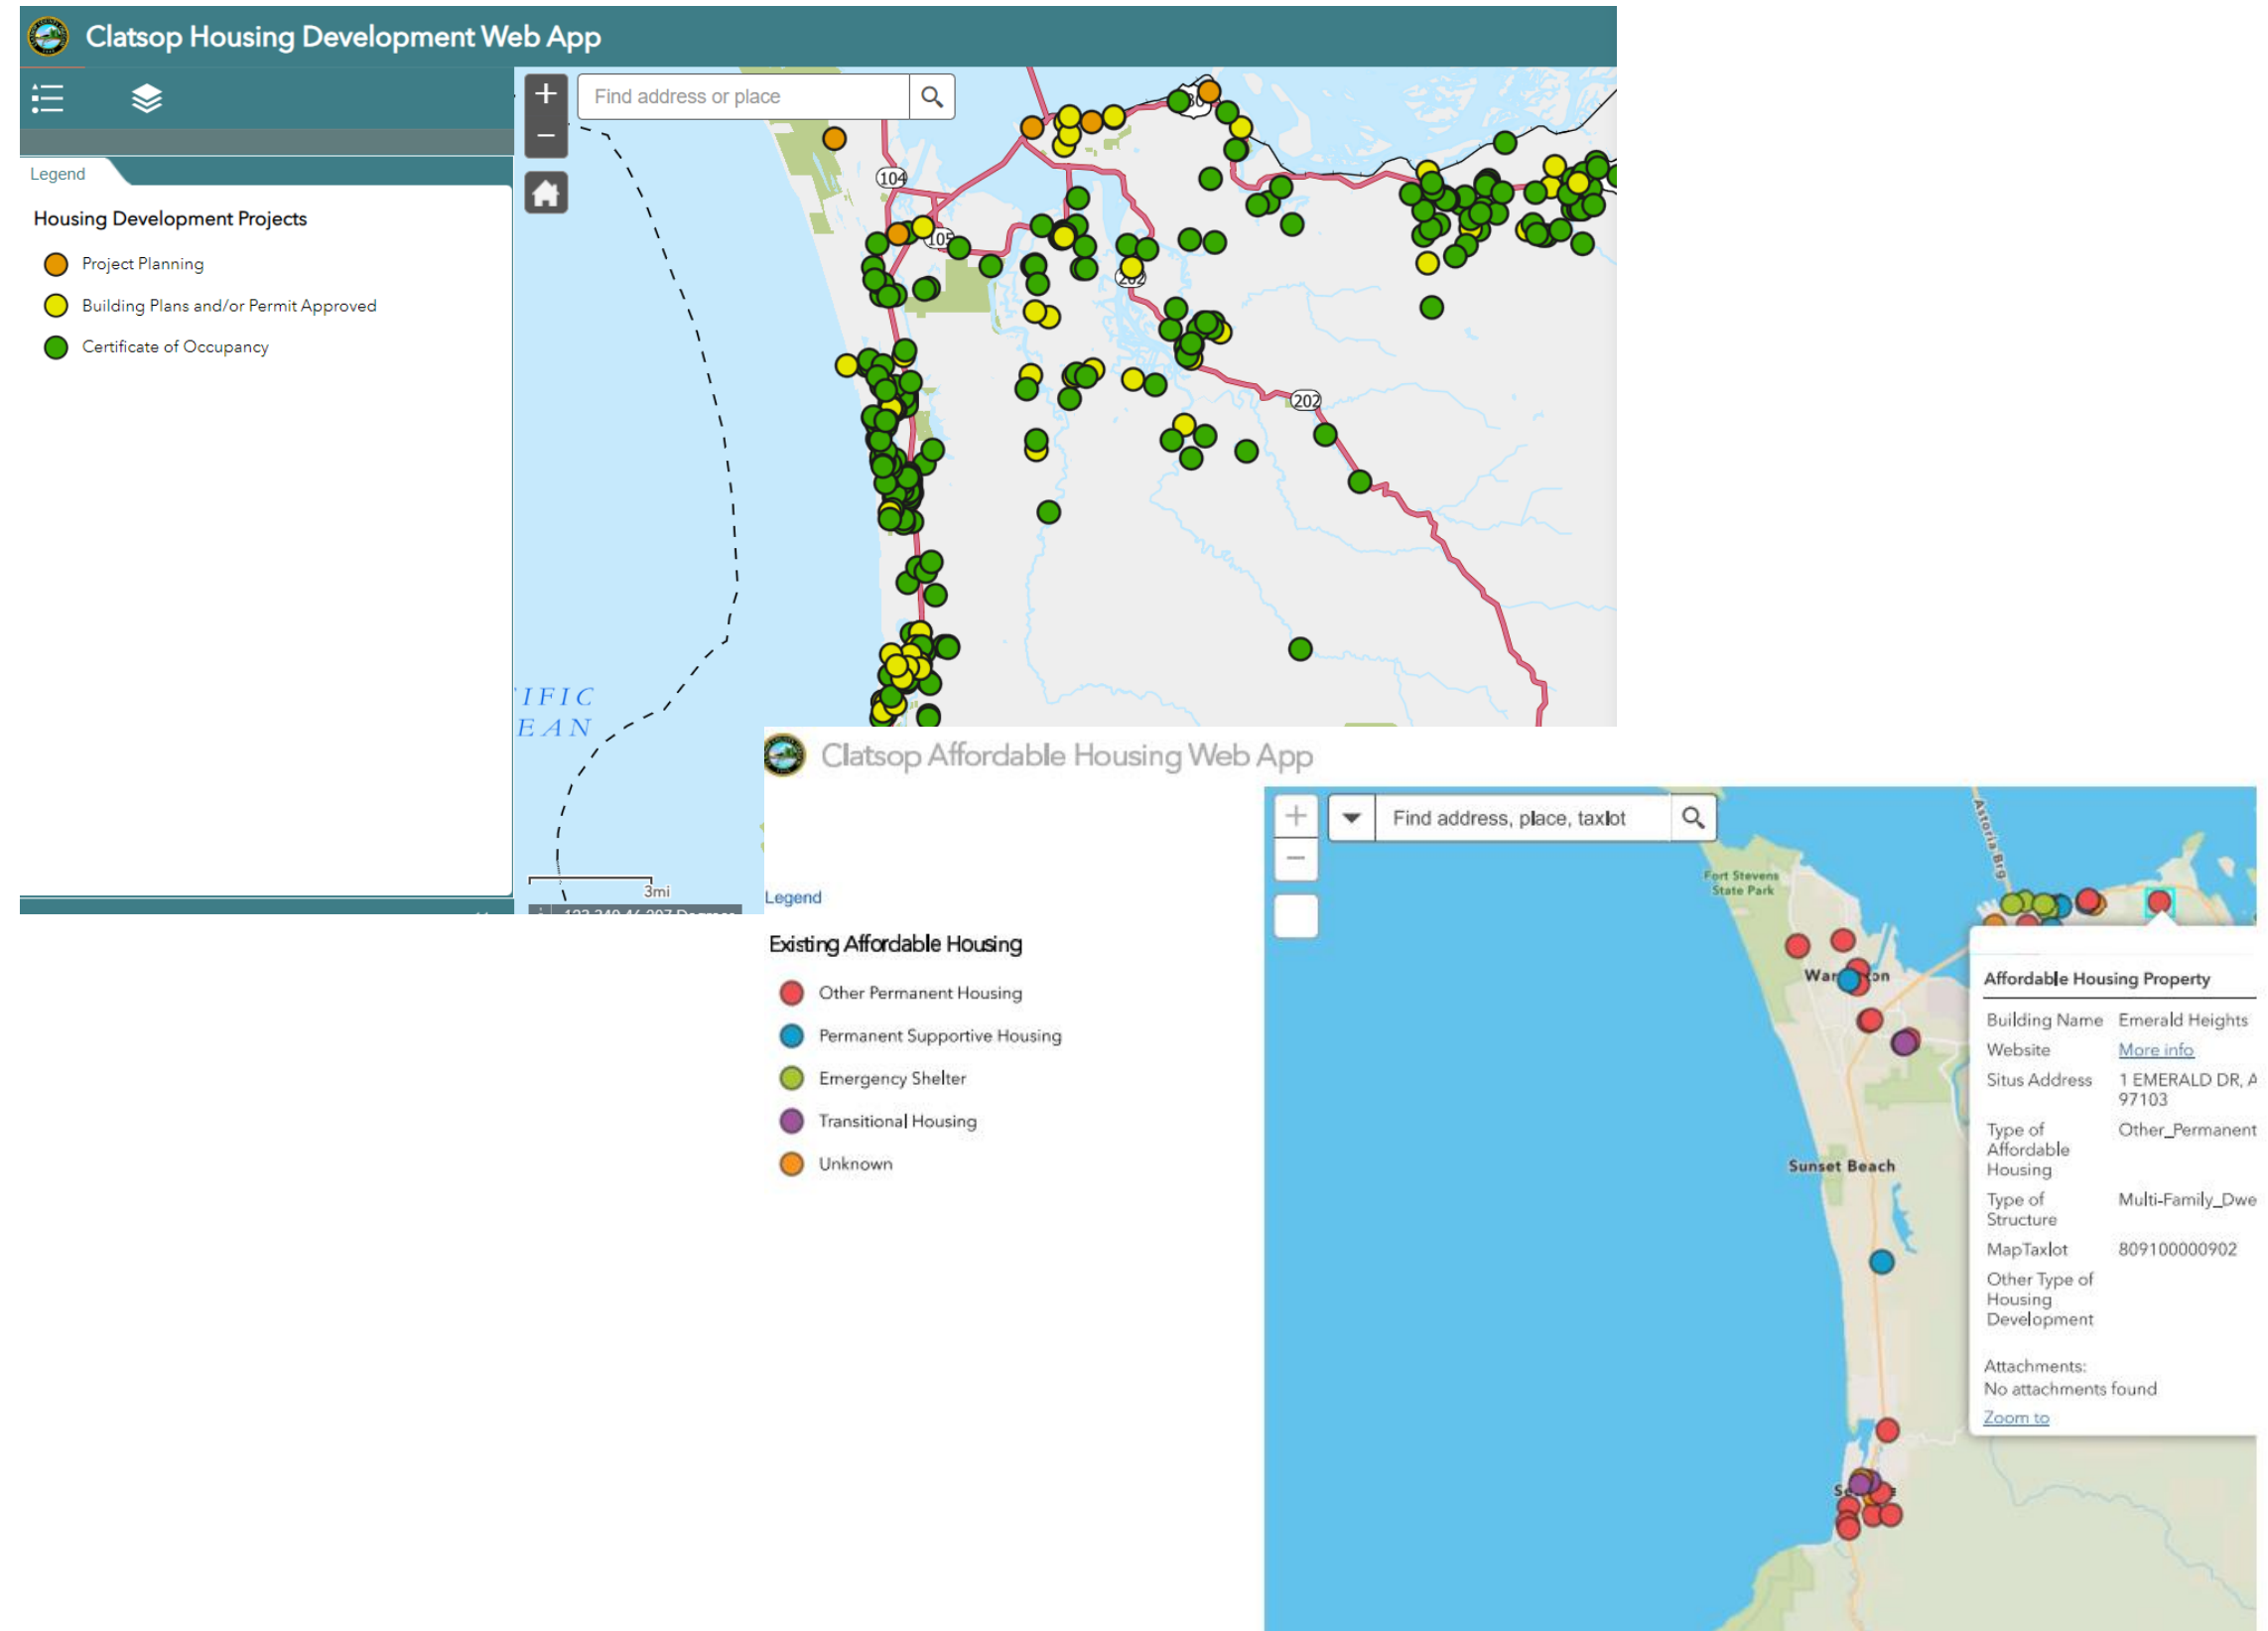 Clatsop Housing Development Web App
Find address or place
Legend
Housing Development Projects
Project Planning
Building Plans and/or Permit Approved
Certificate of Occupancy
104
105
202
202
IFIC
EAN
3mi
Clatsop Affordable Housing Web App
Find address, place, taxlot
Legend
Existing Affordable Housing
Other Permanent Housing
Permanent Supportive Housing
Emergency Shelter
Transitional Housing
Unknown
Astoria Brg
Fort Stevens
State Park
Sunset Beach
Affordable Housing Property
Building Name Emerald Heights
Website More info
Situs Address 1 EMERALD DR, A
97103
Type of Other_Permanent
Affordable
Housing
Type of Multi-Family_Dwe
Structure
MapTaxlot 809100000902
Other Type of
Housing
Development
Attachments:
No attachments found
Zoom to